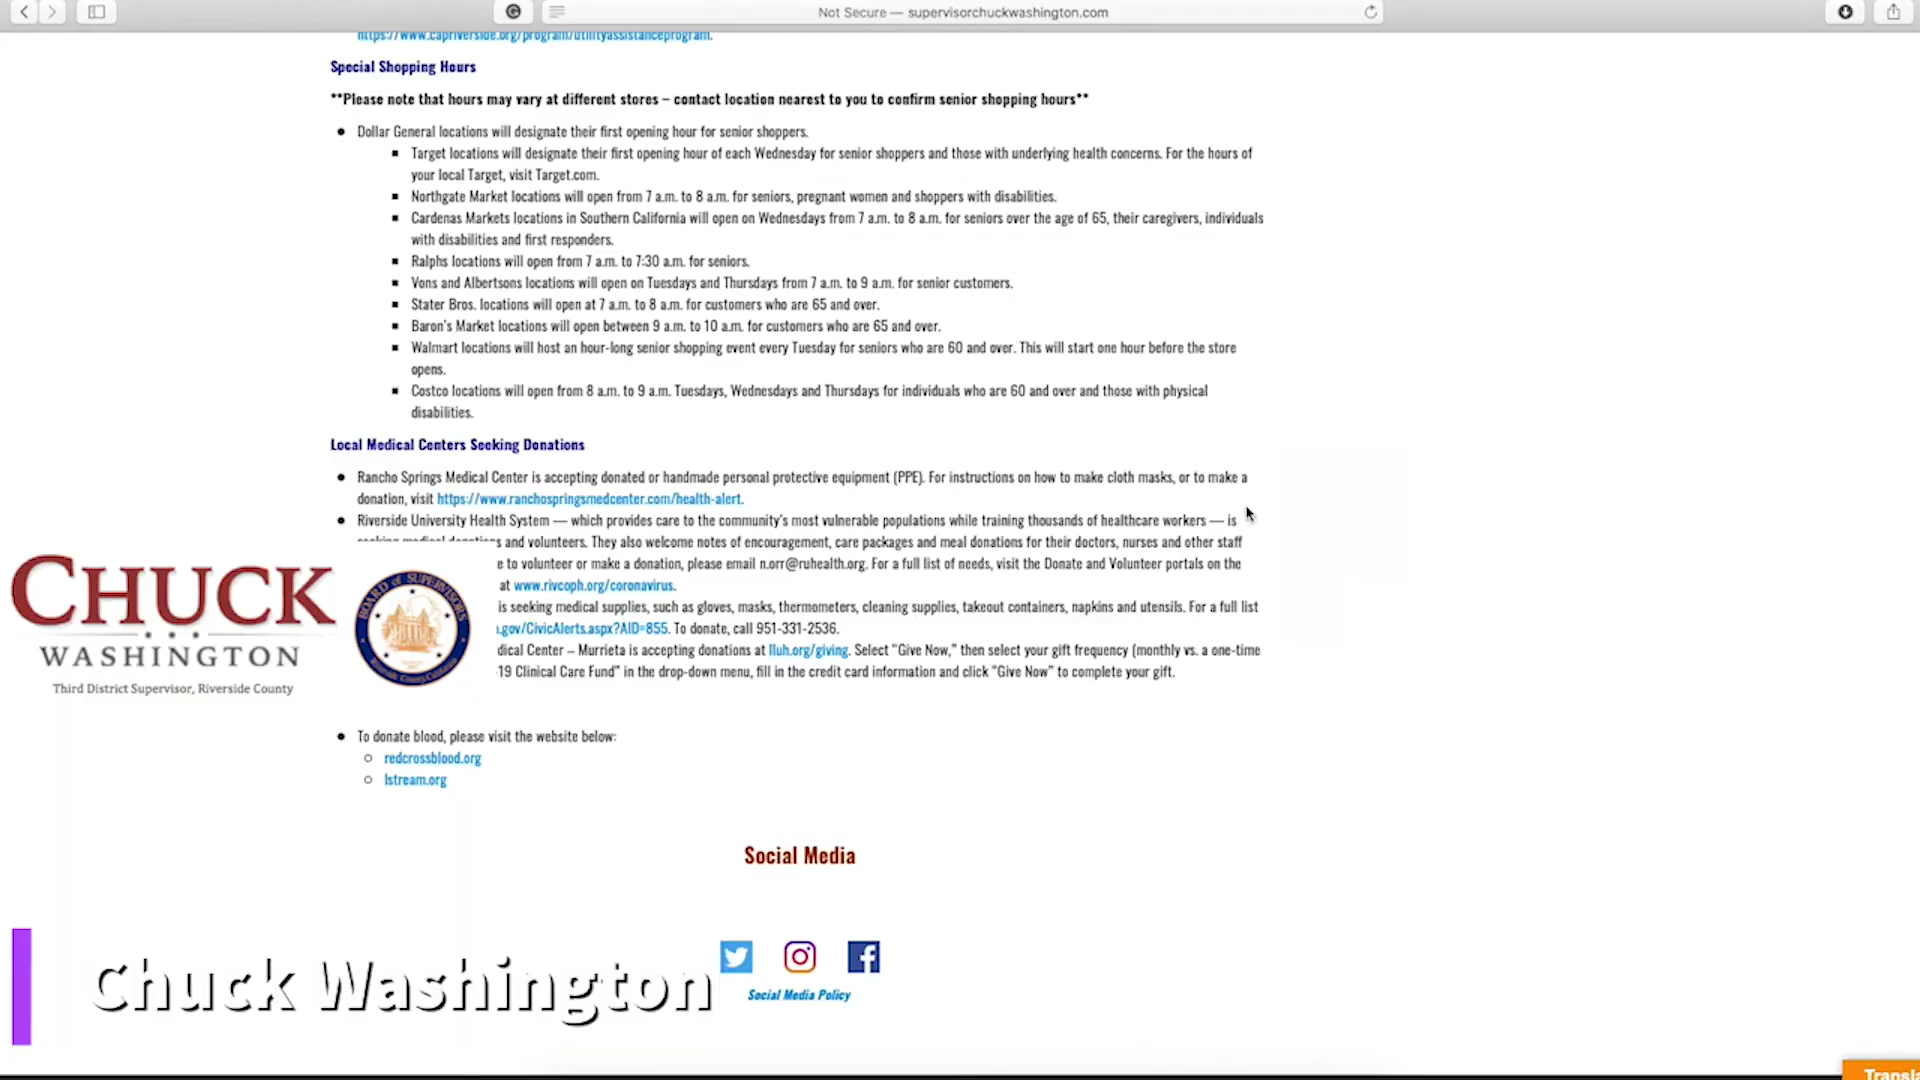 Not Secure — supervisorchuckwashington.com
https://www.capriverside.org/program/utilityassistanceprogram.
Special Shopping Hours
**Please note that hours may vary at different stores – contact location nearest to you to confirm senior shopping hours**
Dollar General locations will designate their first opening hour for senior shoppers.
Target locations will designate their first opening hour of each Wednesday for senior shoppers and those with underlying health concerns. For the hours of
your local Target, visit Target.com.
Northgate Market locations will open from 7 a.m. to 8 a.m. for seniors, pregnant women and shoppers with disabilities.
Cardenas Markets locations in Southern California will open on Wednesdays from 7 a.m. to 8 a.m. for seniors over the age of 65, their caregivers, individuals
with disabilities and first responders.
Ralphs locations will open from 7 a.m. to 7:30 a.m. for seniors.
Vons and Albertsons locations will open on Tuesdays and Thursdays from 7 a.m. to 9 a.m. for senior customers.
Stater Bros. locations will open at 7 a.m. to 8 a.m. for customers who are 65 and over.
Baron's Market locations will open between 9 a.m. to 10 a.m. for customers who are 65 and over.
Walmart locations will host an hour-long senior shopping event every Tuesday for seniors who are 60 and over. This will start one hour before the store
opens.
Costco locations will open from 8 a.m. to 9 a.m. Tuesdays, Wednesdays and Thursdays for individuals who are 60 and over and those with physical
disabilities.
Local Medical Centers Seeking Donations
Rancho Springs Medical Center is accepting donated or handmade personal protective equipment (PPE). For instructions on how to make cloth masks, or to make a
donation, visit https://www.ranchospringsmedcenter.com/health-alert.
Riverside University Health System — which provides care to the community's most vulnerable populations while training thousands of healthcare workers — is
seeking medical donations and volunteers. They also welcome notes of encouragement, care packages and meal donations for their doctors, nurses and other staff
e to volunteer or make a donation, please email n.orr@ruhealth.org. For a full list of needs, visit the Donate and Volunteer portals on the
at www.rivcoph.org/coronavirus.
is seeking medical supplies, such as gloves, masks, thermometers, cleaning supplies, takeout containers, napkins and utensils. For a full list
.gov/CivicAlerts.aspx?AID=855. To donate, call 951-331-2536.
dical Center – Murrieta is accepting donations at lluh.org/giving. Select "Give Now," then select your gift frequency (monthly vs. a one-time
-19 Clinical Care Fund" in the drop-down menu, fill in the credit card information and click "Give Now" to complete your gift.
CHUCK
WASHINGTON
Third District Supervisor, Riverside County
BOARD of SUPERVISORS
Riverside County, California
To donate blood, please visit the website below:
redcrossblood.org
lstream.org
Social Media
Chuck Washington
Social Media Policy
Transla